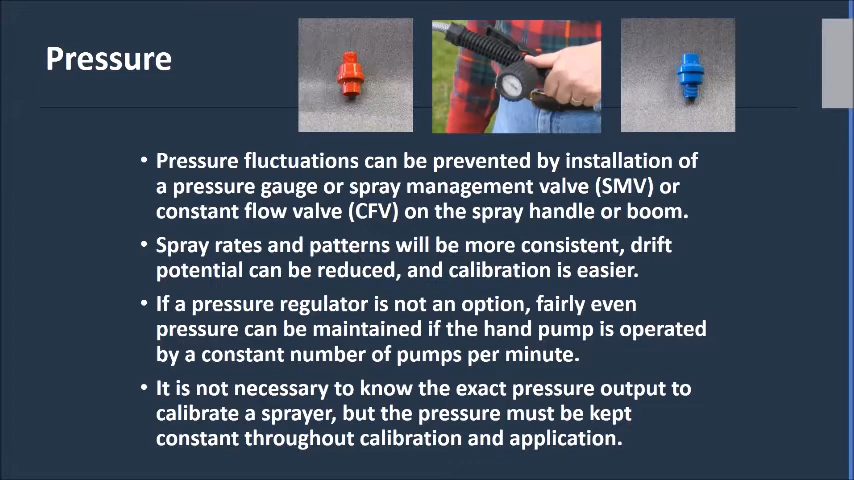 Pressure
• Pressure fluctuations can be prevented by installation of
a pressure gauge or spray management valve (SMV) or
constant flow valve (CFV) on the spray handle or boom.
• Spray rates and patterns will be more consistent, drift
potential can be reduced, and calibration is easier.
• If a pressure regulator is not an option, fairly even
pressure can be maintained if the hand pump is operated
by a constant number of pumps per minute.
• It is not necessary to know the exact pressure output to
calibrate a sprayer, but the pressure must be kept
constant throughout calibration and application.